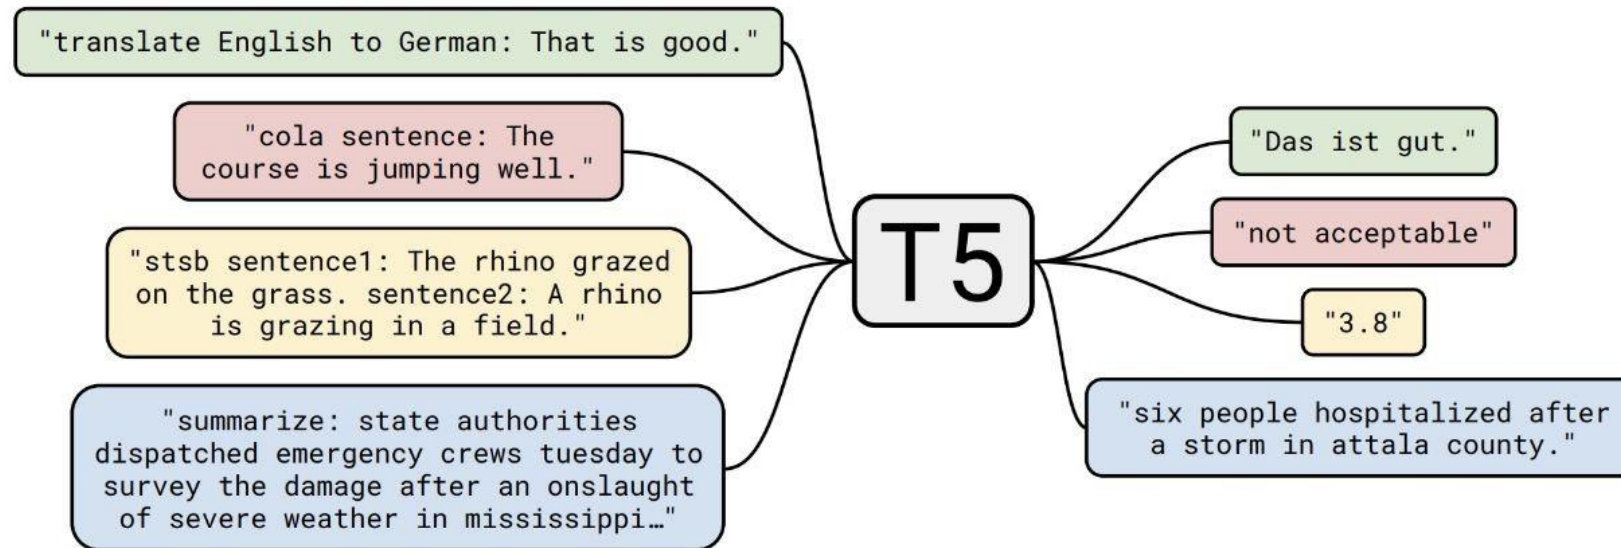 "translate English to German: That is good."
"cola sentence: The
course is jumping well."
"stsb sentence1: The rhino grazed
on the grass. sentence2: A rhino
is grazing in a field."
"summarize: state authorities
dispatched emergency crews tuesday to
survey the damage after an onslaught
of severe weather in mississippi…"
T5
"Das ist gut."
"not acceptable"
"3.8"
"six people hospitalized after
a storm in attala county."